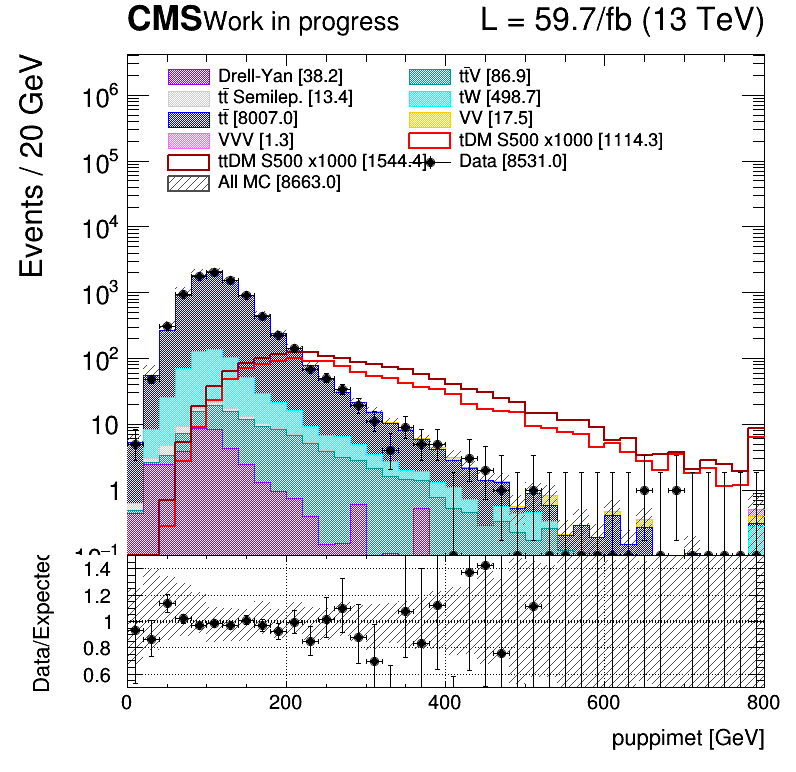 CMS Work in progress L = 59.7/fb (13 TeV)
Events / 20 GeV
Drell-Yan [38.2] tt̄V [86.9]
tt̄ Semilep. [13.4] tW [498.7]
tt̄ [8007.0] VV [17.5]
VVV [1.3] tDM S500 x1000 [1114.3]
ttDM S500 x1000 [1544.4] Data [8531.0]
All MC [8663.0]
10⁶
10⁵
10⁴
10³
10²
10
1
10⁻¹
Data/Expected
1.4
1.2
1
0.8
0.6
0 200 400 600 800
puppimet [GeV]